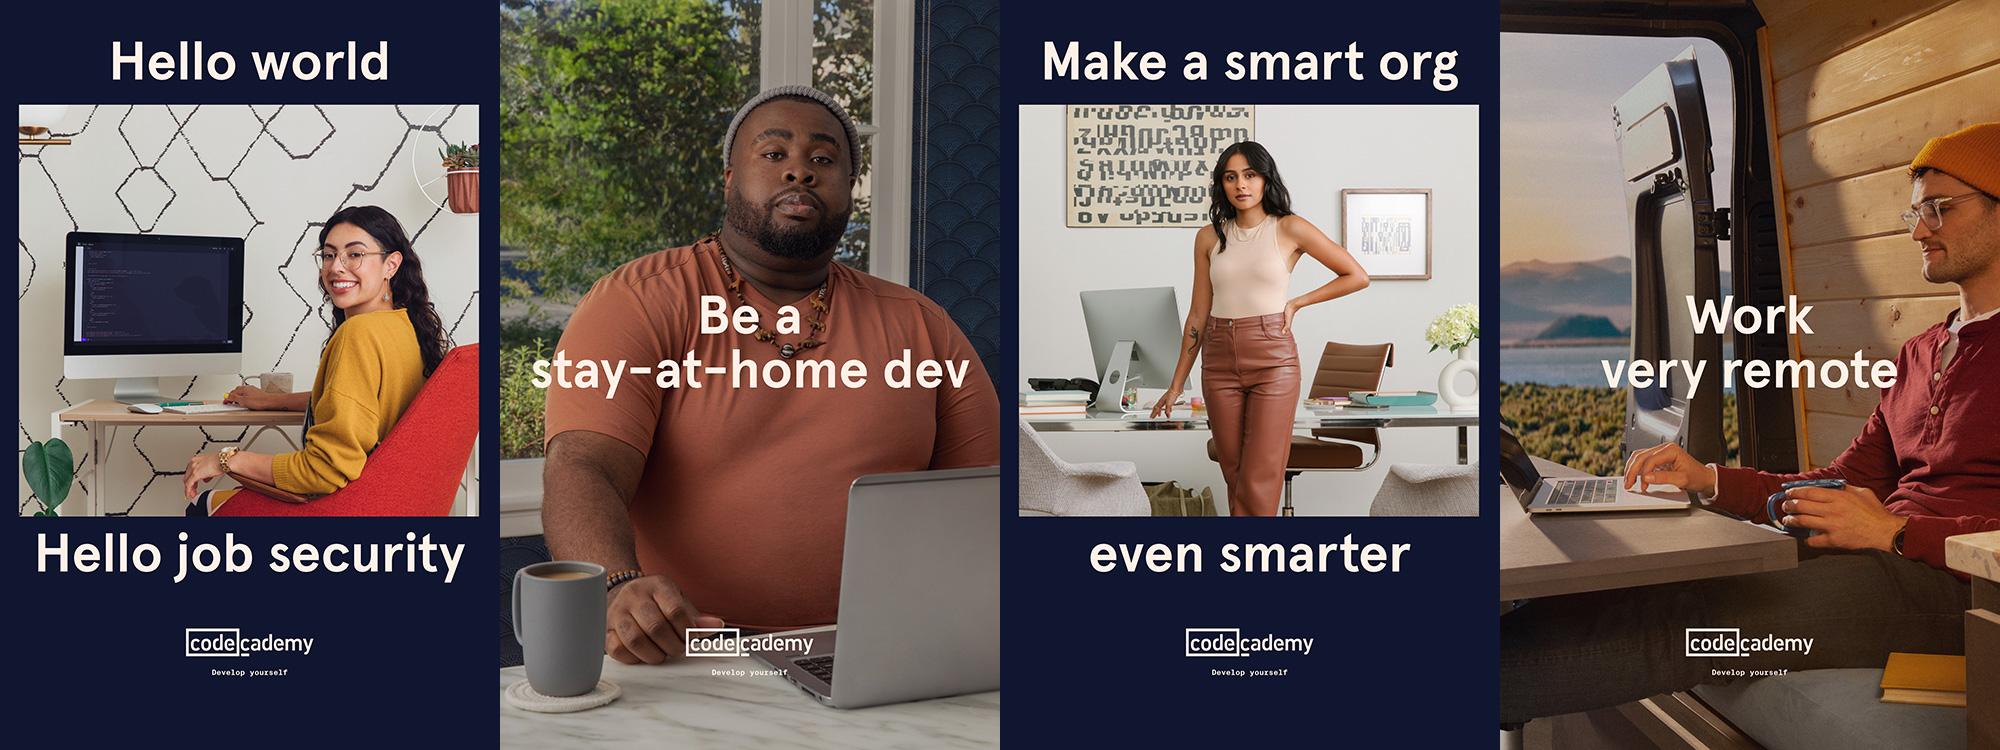 Hello world
Hello job security
codecademy
Develop yourself
Be a
stay-at-home dev
codecademy
Develop yourself
Make a smart org
even smarter
codecademy
Develop yourself
Work
very remote
codecademy
Develop yourself